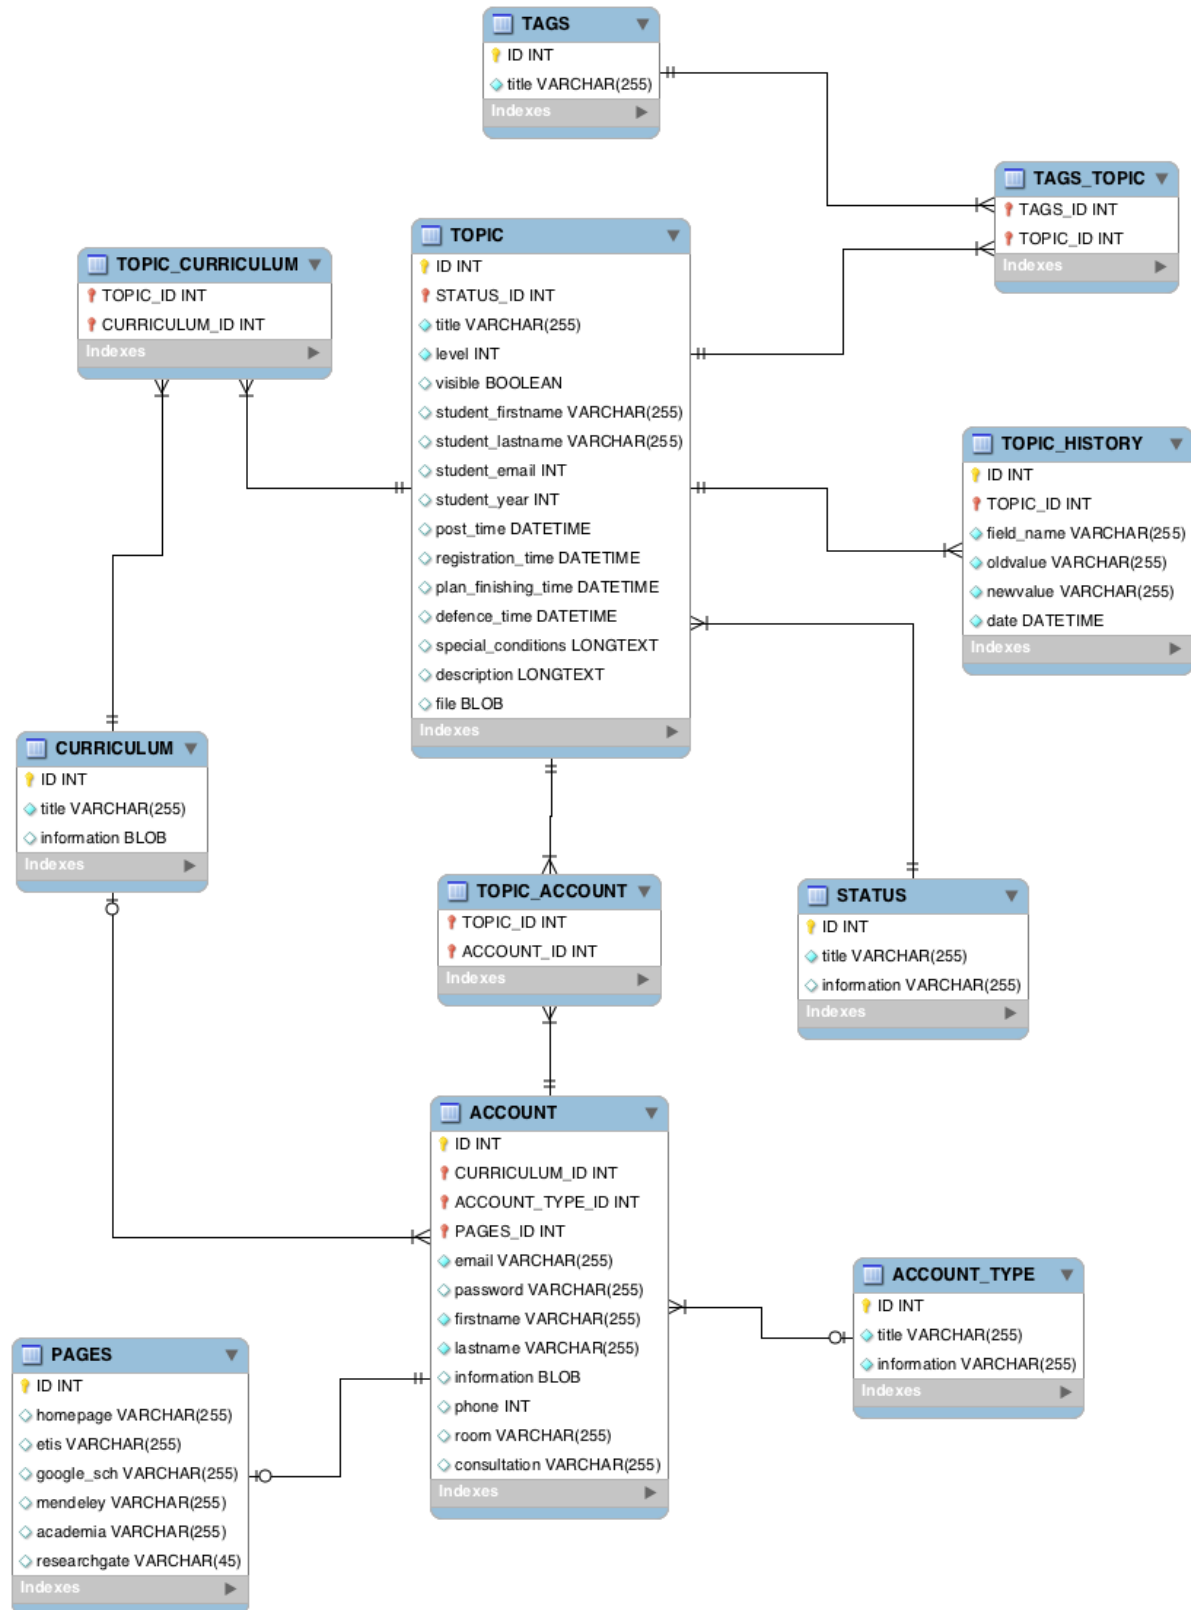 TAGS
ID INT
title VARCHAR(255)
Indexes
TAGS_TOPIC
TAGS_ID INT
TOPIC_ID INT
Indexes
TOPIC
ID INT
STATUS_ID INT
title VARCHAR(255)
level INT
visible BOOLEAN
student_firstname VARCHAR(255)
student_lastname VARCHAR(255)
student_email INT
student_year INT
post_time DATETIME
registration_time DATETIME
plan_finishing_time DATETIME
defence_time DATETIME
special_conditions LONGTEXT
description LONGTEXT
file BLOB
Indexes
TOPIC_CURRICULUM
TOPIC_ID INT
CURRICULUM_ID INT
Indexes
TOPIC_HISTORY
ID INT
TOPIC_ID INT
field_name VARCHAR(255)
oldvalue VARCHAR(255)
newvalue VARCHAR(255)
date DATETIME
Indexes
CURRICULUM
ID INT
title VARCHAR(255)
information BLOB
Indexes
TOPIC_ACCOUNT
TOPIC_ID INT
ACCOUNT_ID INT
Indexes
STATUS
ID INT
title VARCHAR(255)
information VARCHAR(255)
Indexes
ACCOUNT
ID INT
CURRICULUM_ID INT
ACCOUNT_TYPE_ID INT
PAGES_ID INT
email VARCHAR(255)
password VARCHAR(255)
firstname VARCHAR(255)
lastname VARCHAR(255)
information BLOB
phone INT
room VARCHAR(255)
consultation VARCHAR(255)
Indexes
ACCOUNT_TYPE
ID INT
title VARCHAR(255)
information VARCHAR(255)
Indexes
PAGES
ID INT
homepage VARCHAR(255)
etis VARCHAR(255)
google_sch VARCHAR(255)
mendeley VARCHAR(255)
academia VARCHAR(255)
researchgate VARCHAR(45)
Indexes